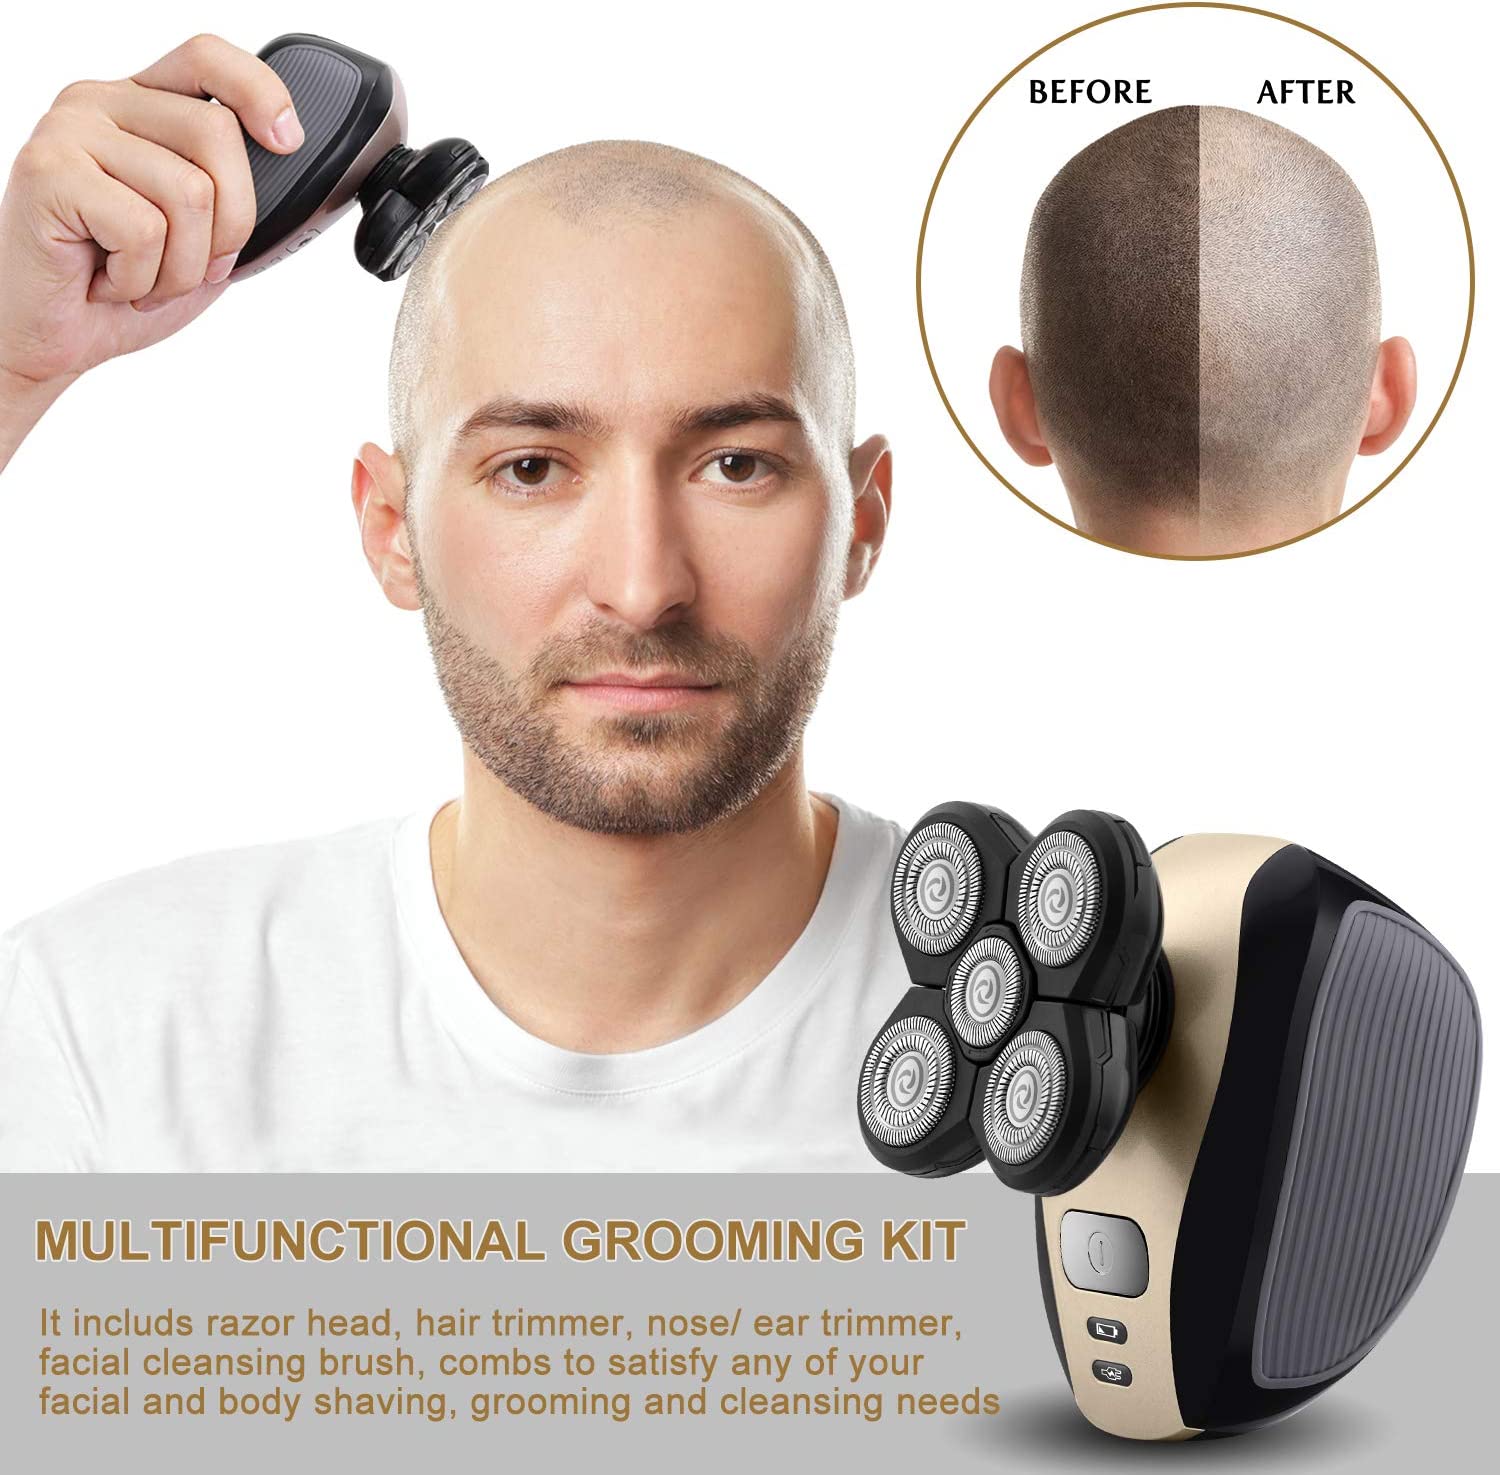 BEFORE AFTER
MULTIFUNCTIONAL GROOMING KIT
It includs razor head, hair trimmer, nose/ ear trimmer,
facial cleansing brush, combs to satisfy any of your
facial and body shaving, grooming and cleansing needs